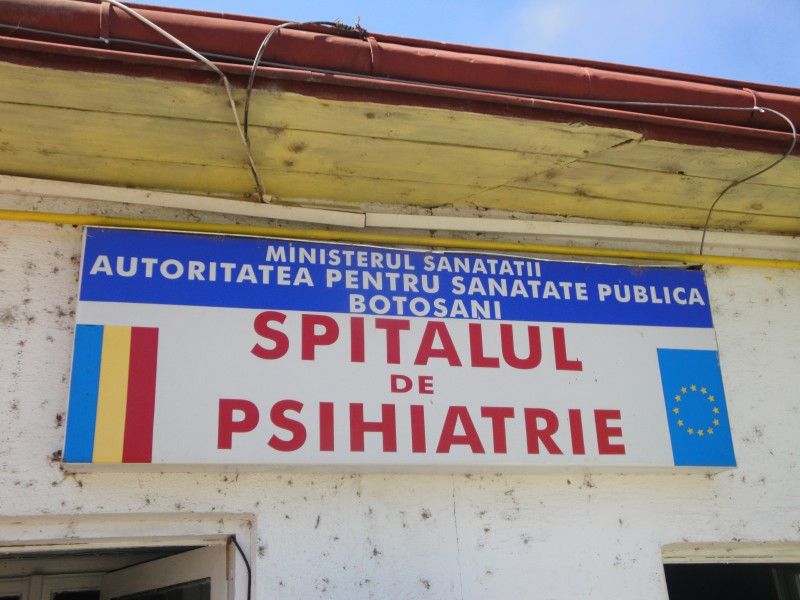 MINISTERUL SANATATII
AUTORITATEA PENTRU SANATATE PUBLICA
BOTOSANI
SPITALUL
DE
PSIHIATRIE